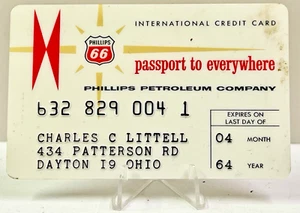 INTERNATIONAL CREDIT CARD
PHILLIPS
66
passport to everywhere
PHILLIPS PETROLEUM COMPANY
632 829 004 1
EXPIRES ON
LAST DAY OF
CHARLES C LITTELL
04 MONTH
434 PATTERSON RD
DAYTON I9 OHIO
64 YEAR